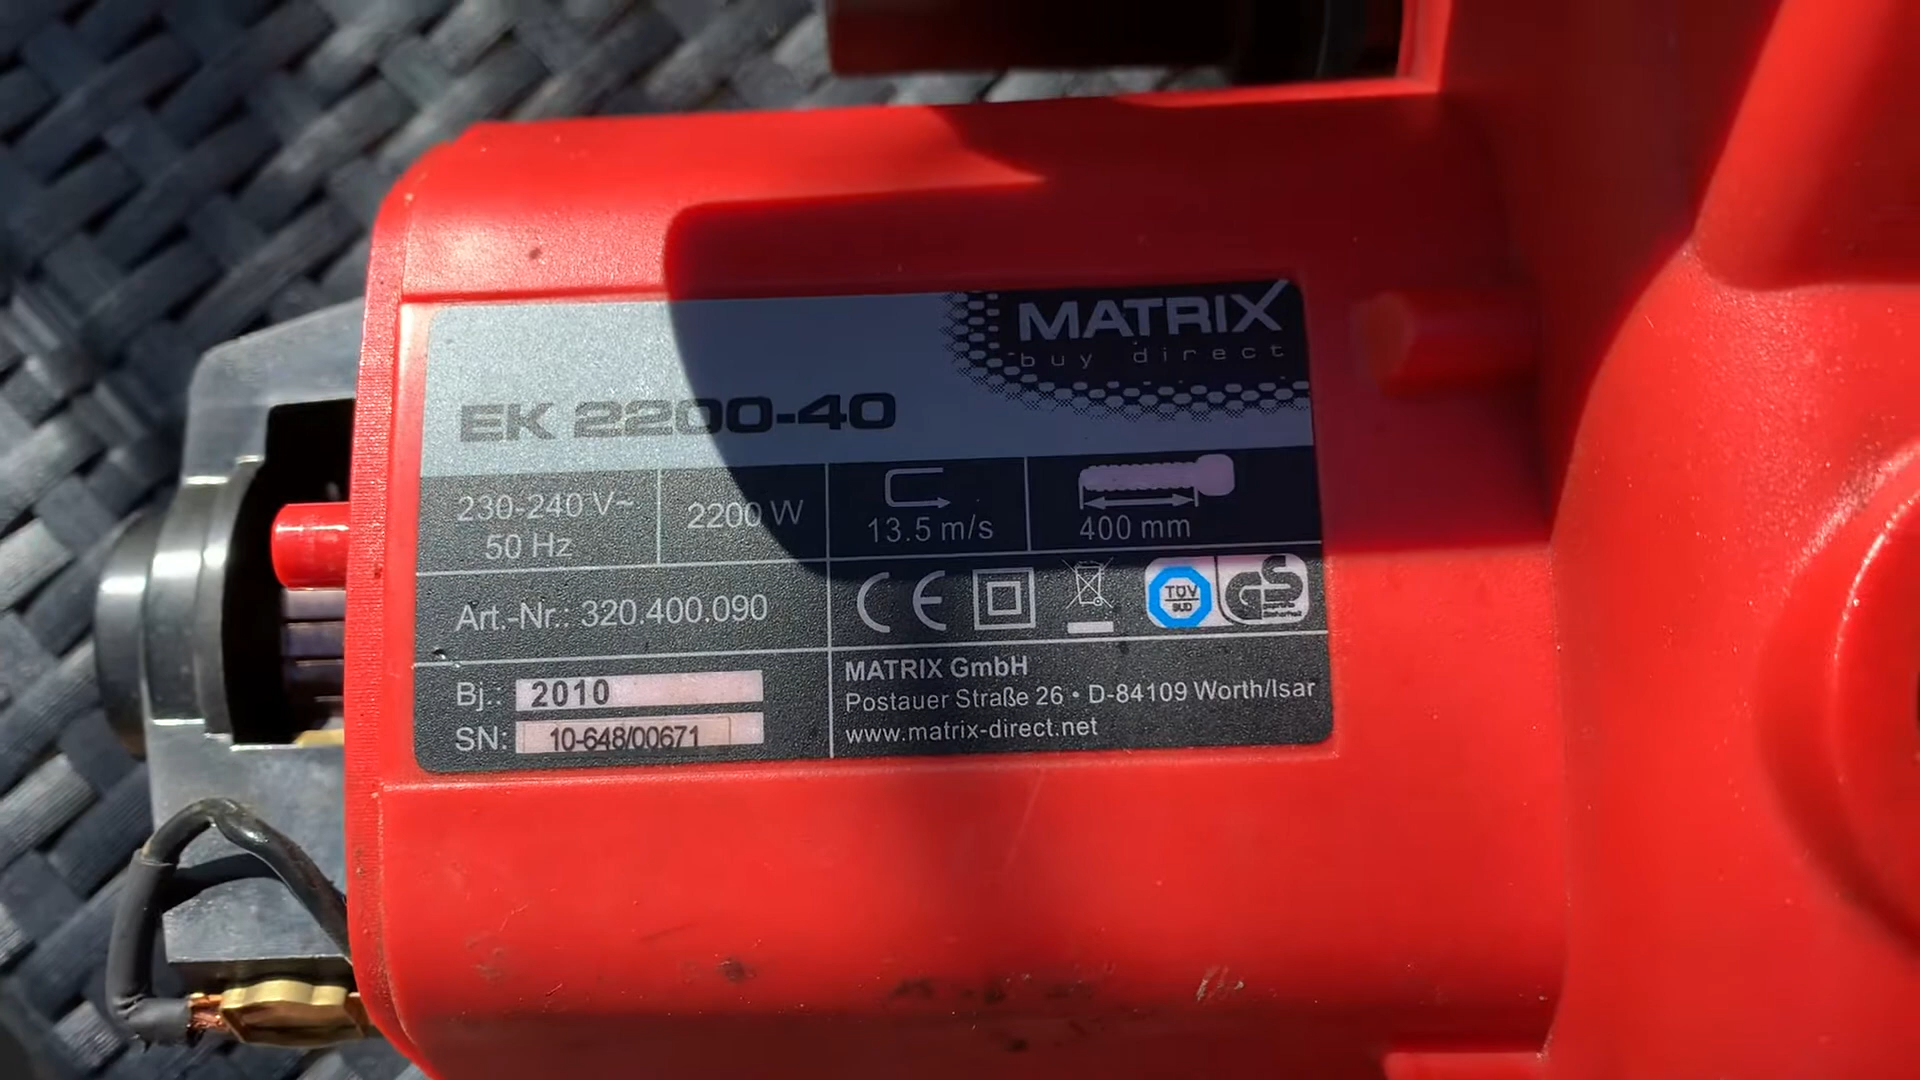 MATRIX
buy direct
EK 2200-40
230-240 V~
50 Hz
2200 W
13.5 m/s
400 mm
Art.-Nr.: 320.400.090
CE
TÜV
SÜD
GS
Bj.: 2010
SN: 10-648/00671
MATRIX GmbH
Postauer Straße 26 • D-84109 Worth/Isar
www.matrix-direct.net